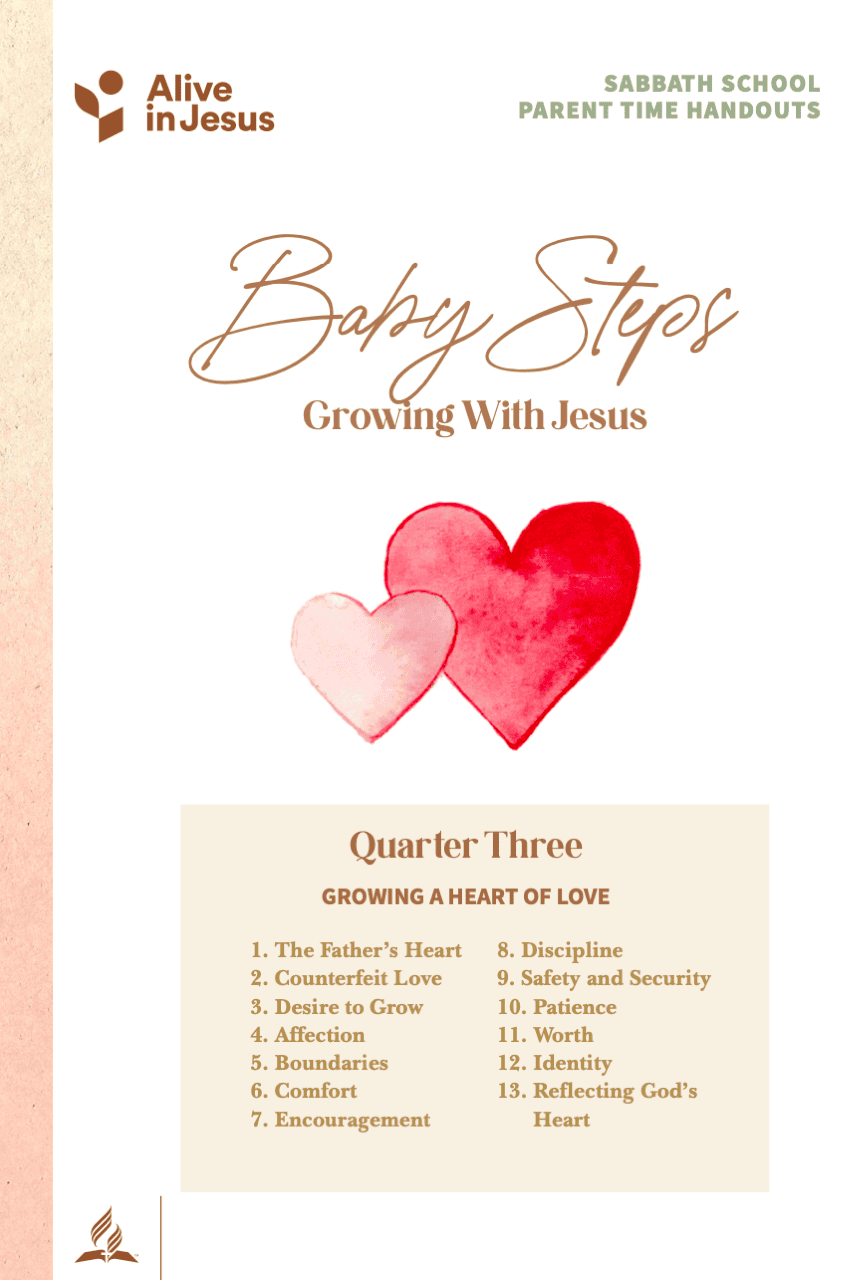 Alive
in Jesus
SABBATH SCHOOL
PARENT TIME HANDOUTS
Baby Steps
Growing With Jesus
Quarter Three
GROWING A HEART OF LOVE
1. The Father’s Heart
2. Counterfeit Love
3. Desire to Grow
4. Affection
5. Boundaries
6. Comfort
7. Encouragement
8. Discipline
9. Safety and Security
10. Patience
11. Worth
12. Identity
13. Reflecting God’s
Heart